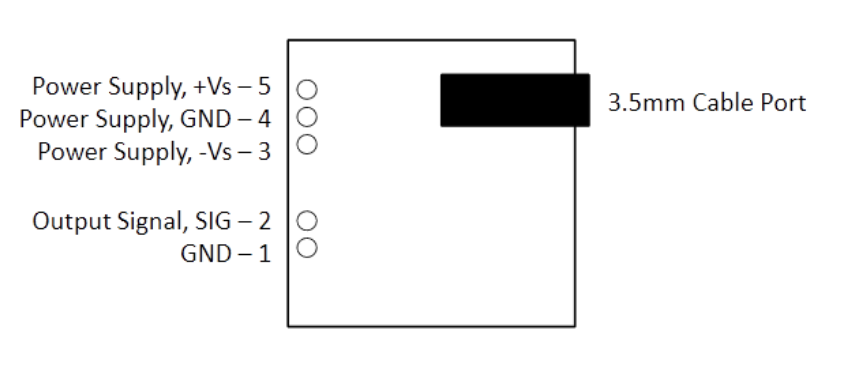 Power Supply, +Vs – 5
Power Supply, GND – 4
Power Supply, -Vs – 3
3.5mm Cable Port
Output Signal, SIG – 2
GND – 1